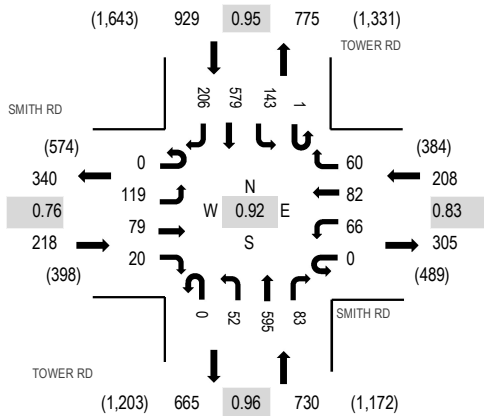 (1,643) 929 0.95 775 (1,331)
TOWER RD
206 579 143 1
SMITH RD
(574) (384)
340 0 60 208
119 82
N
0.76 W 0.92 E 0.83
S
218 79 66 305
20 0
(398) (489)
0 52 595 83
SMITH RD
TOWER RD
(1,203) 665 0.96 730 (1,172)